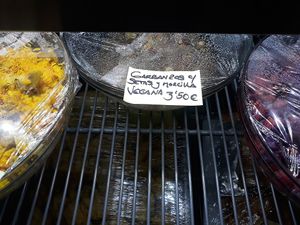 GARBANZOS C/
SETAS y MORCILLA
VEGANA 3'50€